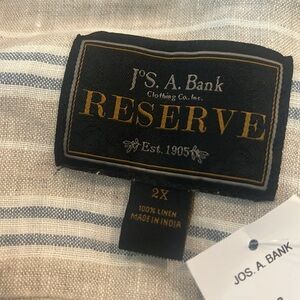 JOS. A. Bank
Clothing Co., Inc.
RESERVE
Est. 1905
2X
100% LINEN
MADE IN INDIA
JOS. A. BANK